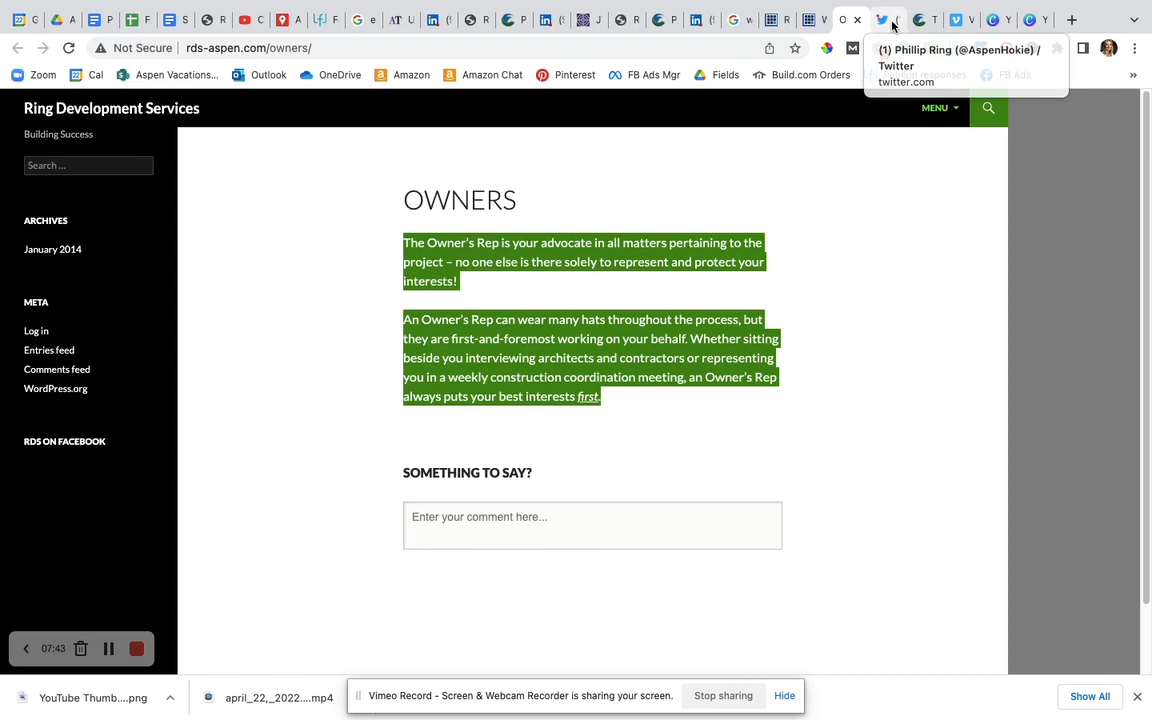 G
A
P
F
S
R
C
A
F
e
AT U
(S
R
P
(S
J
P
(S
w
R
W
O
T
V
Y
Y
(1) Phillip Ring (@AspenHokie) /
Twitter
twitter.com
Not Secure
rds-aspen.com/owners/
Zoom
Cal
Aspen Vacations...
Outlook
OneDrive
Amazon
Amazon Chat
Pinterest
FB Ads Mgr
Fields
Build.com Orders
responses
FB Ads
»
Ring Development Services
Building Success
MENU
Search ...
ARCHIVES
January 2014
META
Log in
Entries feed
Comments feed
WordPress.org
RDS ON FACEBOOK
OWNERS
The Owner's Rep is your advocate in all matters pertaining to the
project – no one else is there solely to represent and protect your
interests!
An Owner's Rep can wear many hats throughout the process, but
they are first-and-foremost working on your behalf. Whether sitting
beside you interviewing architects and contractors or representing
you in a weekly construction coordination meeting, an Owner's Rep
always puts your best interests first.
SOMETHING TO SAY?
Enter your comment here...
07:43
YouTube Thumb....png
april_22,_2022....mp4
Vimeo Record - Screen & Webcam Recorder is sharing your screen.
Stop sharing
Hide
Show All